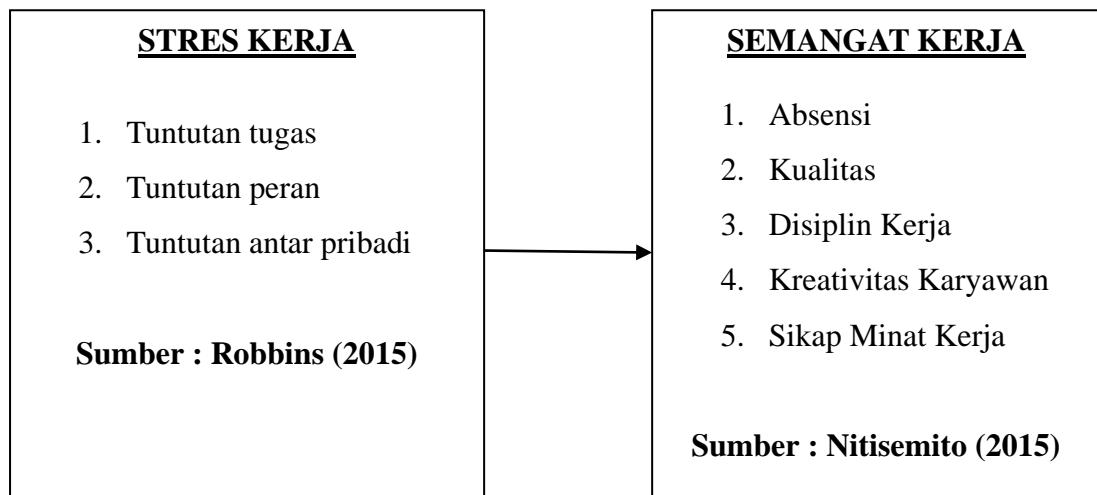 STRES KERJA
1. Tuntutan tugas
2. Tuntutan peran
3. Tuntutan antar pribadi
Sumber : Robbins (2015)
SEMANGAT KERJA
1. Absensi
2. Kualitas
3. Disiplin Kerja
4. Kreativitas Karyawan
5. Sikap Minat Kerja
Sumber : Nitisemito (2015)